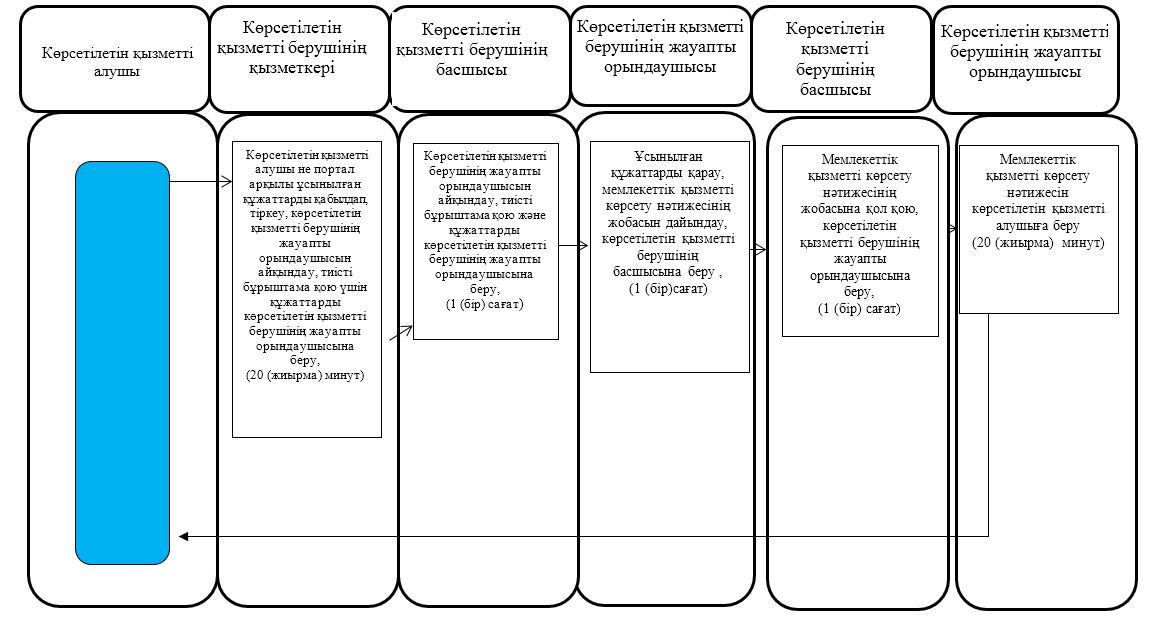 Көрсетілетін қызметті
алушы
Көрсетілетін
қызметті берушінің
қызметкері
Көрсетілетін
қызметті берушінің
басшысы
Көрсетілетін қызметті
берушінің жауапты
орындаушысы
Көрсетілетін
қызметті
берушінің
басшысы
Көрсетілетін қызметті
берушінің жауапты
орындаушысы
Көрсетілетін қызметті
алушы не портал
арқылы ұсынылған
құжаттарды қабылдап,
тіркеу, көрсетілетін
қызметті берушінің
жауапты
орындаушысын
айқындау, тиісті
бұрыштама қою үшін
құжаттарды
көрсетілетін қызметті
берушінің жауапты
орындаушысына
беру,
(20 (жиырма) минут)
Көрсетілетін қызметті
берушінің жауапты
орындаушысын
айқындау, тиісті
бұрыштама қою және
құжаттарды
көрсетілетін қызметті
берушінің жауапты
орындаушысына
беру,
(1 (бір) сағат)
Ұсынылған
құжаттарды қарау,
мемлекеттік қызметті
көрсету нәтижесінің
жобасын дайындау,
көрсетілетін қызметті
берушінің
басшысына беру ,
(1 (бір)сағат)
Мемлекеттік
қызметті көрсету
нәтижесінің
жобасына қол қою,
көрсетілетін
қызметті берушінің
жауапты
орындаушысына
беру,
(1 (бір) сағат)
Мемлекеттік
қызметті көрсету
нәтижесін
көрсетілетін қызметті
алушыға беру
(20 (жиырма) минут)